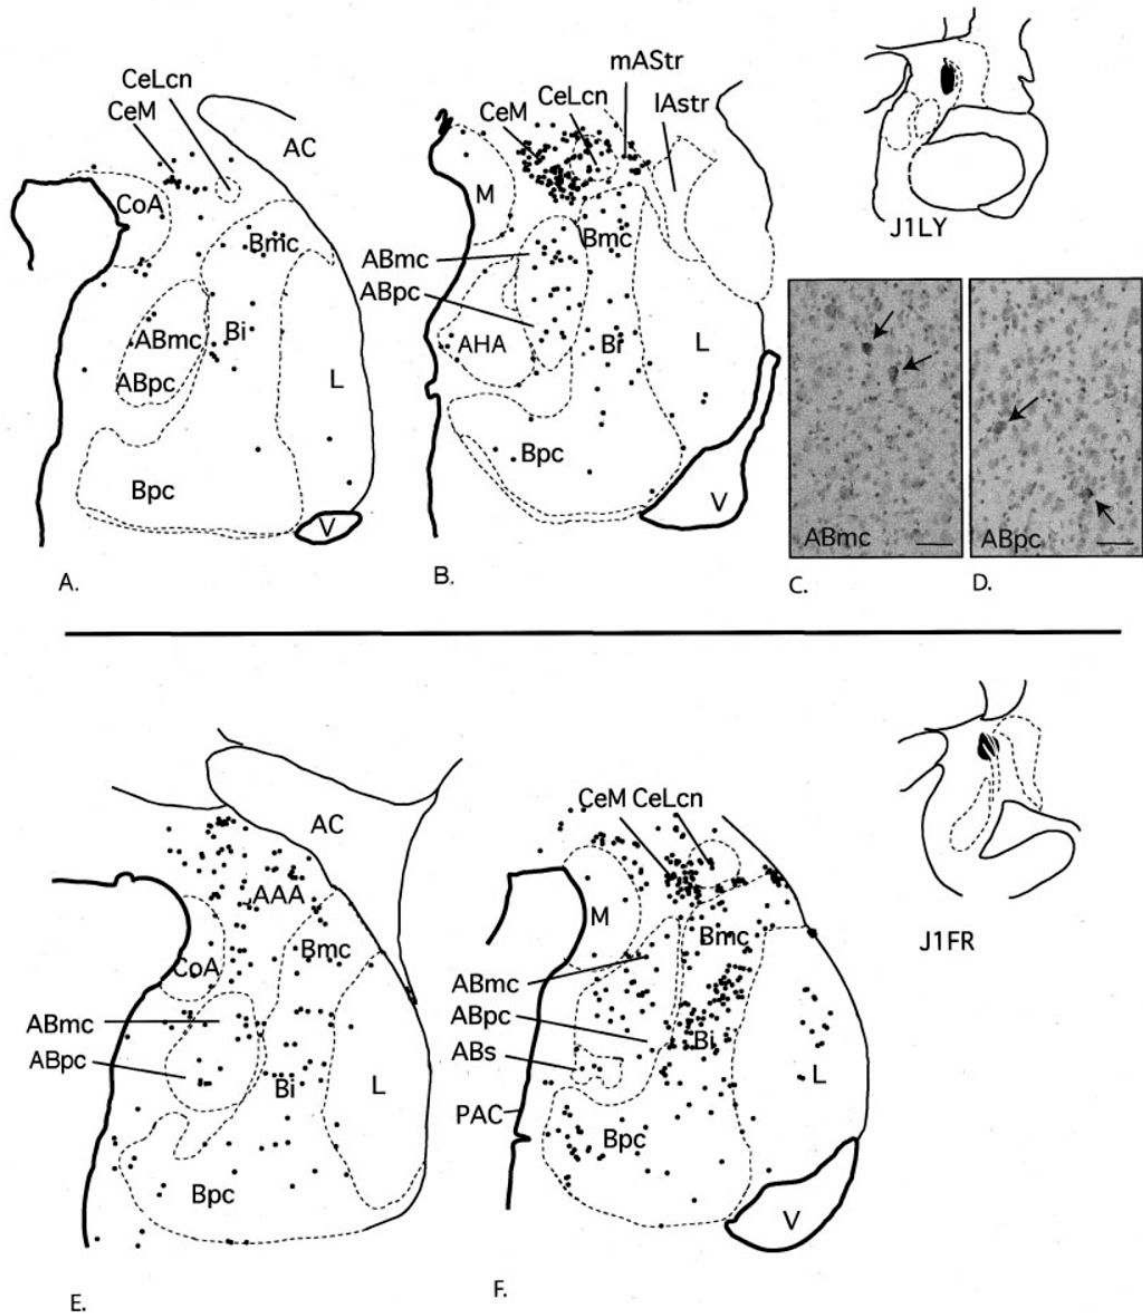 CeLcn
CeM
AC
CoA
Bmc
ABmc
Bi
ABpc
L
Bpc
V
A.
mAStr
CeLcn
lAstr
CeM
M
Bmc
ABmc
ABpc
AHA
Bi
L
Bpc
V
B.
J1LY
ABmc
C.
ABpc
D.
AC
AAA
Bmc
CoA
ABmc
ABpc
Bi
L
Bpc
E.
CeM CeLcn
M
Bmc
ABmc
ABpc
Bi
ABs
L
PAC
Bpc
V
F.
J1FR